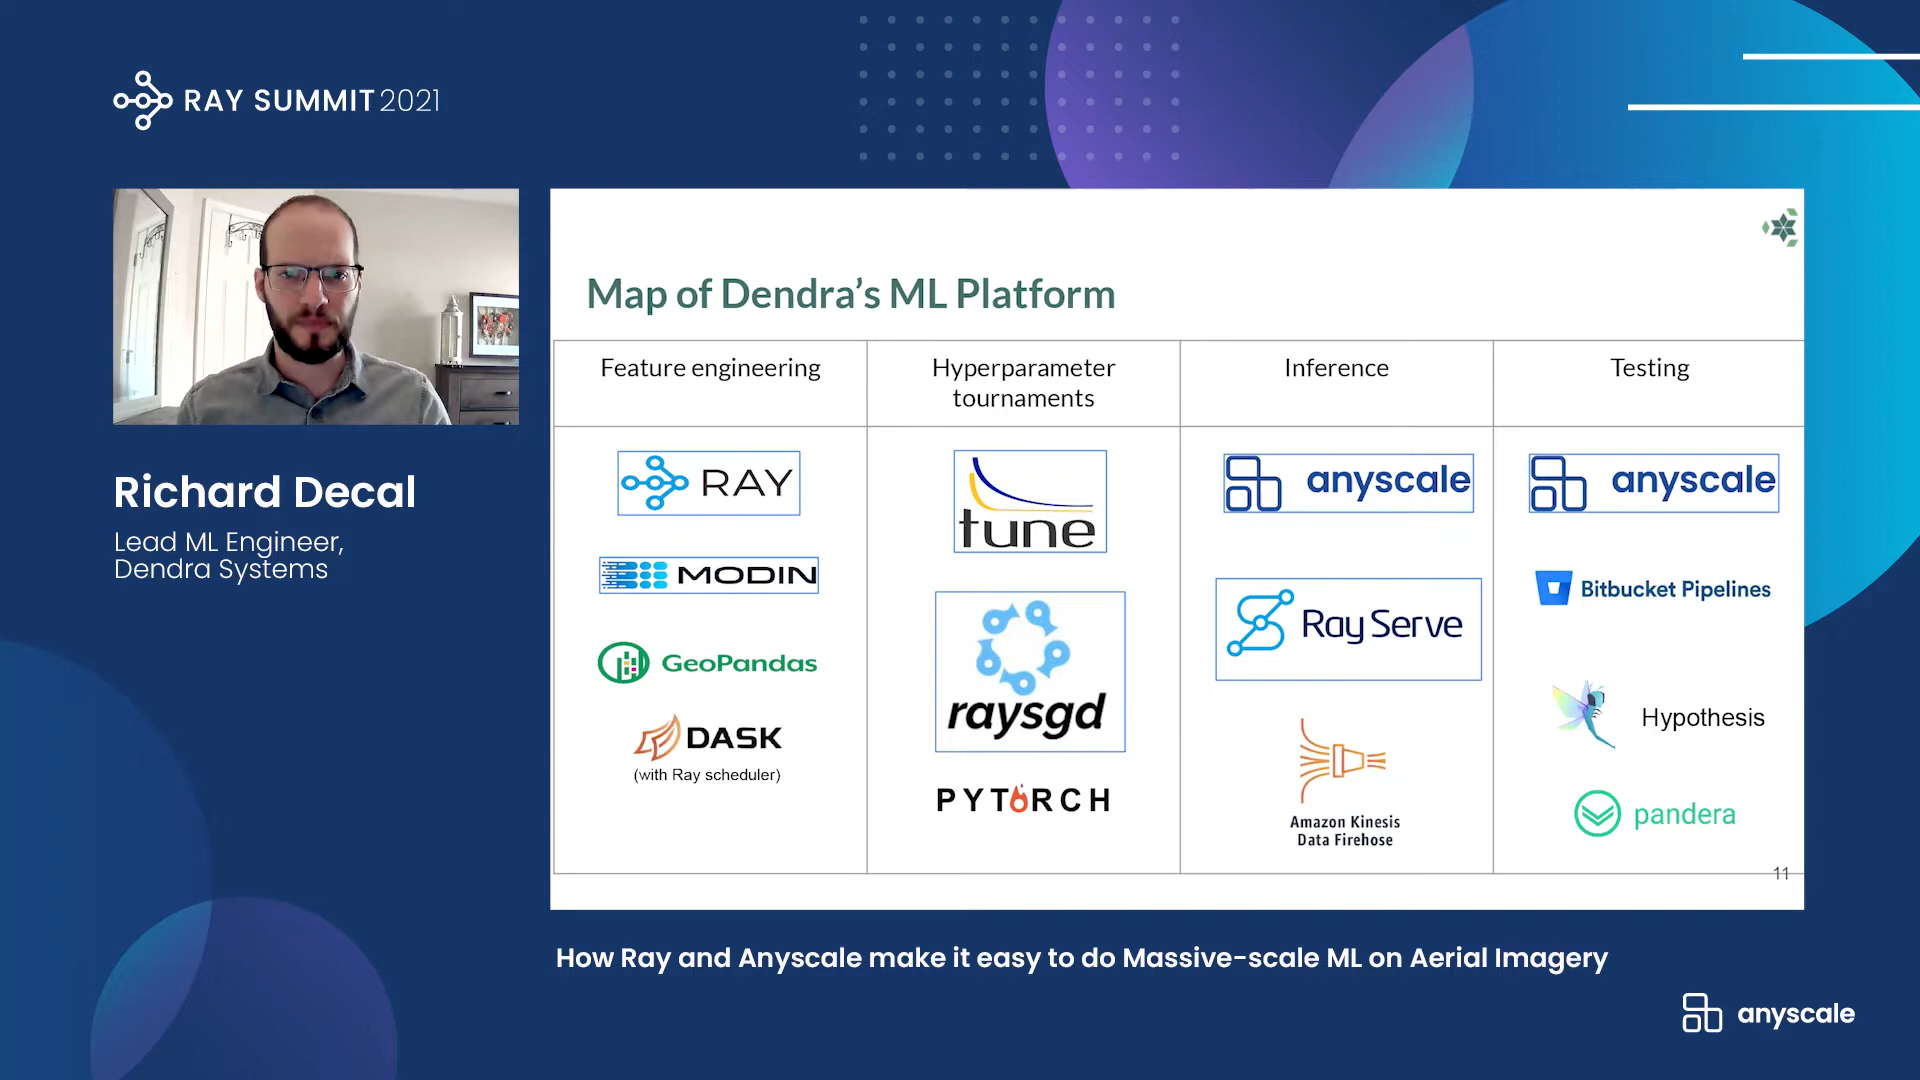 RAY SUMMIT 2021
Richard Decal
Lead ML Engineer,
Dendra Systems
Map of Dendra's ML Platform
Feature engineering
Hyperparameter
tournaments
Inference
Testing
RAY
MODIN
GeoPandas
DASK
(with Ray scheduler)
tune
raysgd
PYTORCH
anyscale
Ray Serve
Amazon Kinesis
Data Firehose
anyscale
Bitbucket Pipelines
Hypothesis
pandera
11
How Ray and Anyscale make it easy to do Massive-scale ML on Aerial Imagery
anyscale